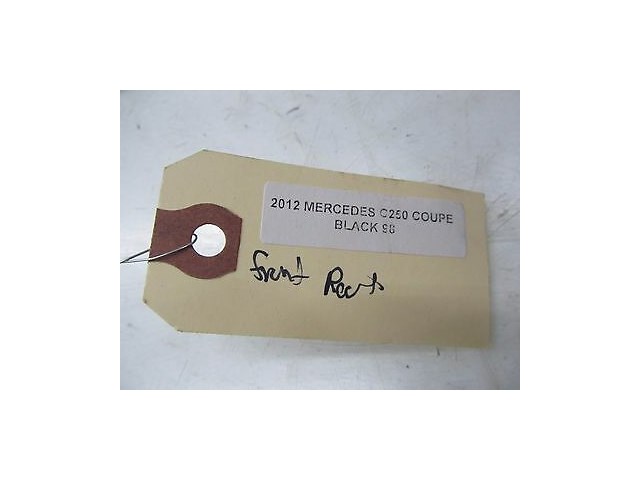 2012 MERCEDES C250 COUPE
BLACK 98
front